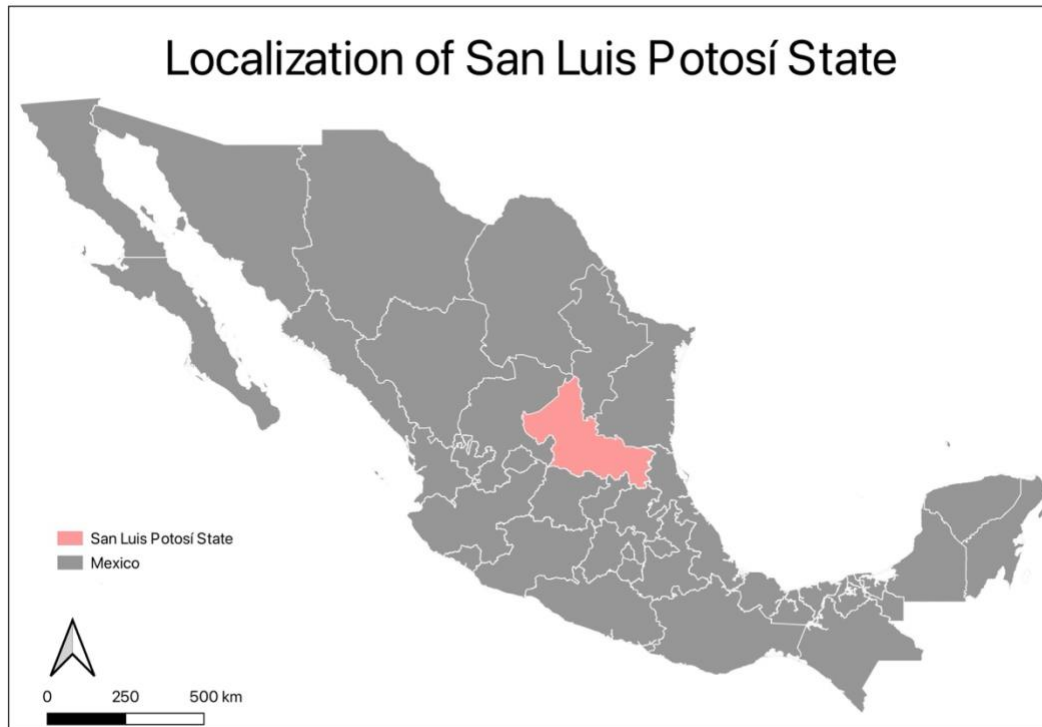 Localization of San Luis Potosí State
San Luis Potosí State
Mexico
0 250 500 km